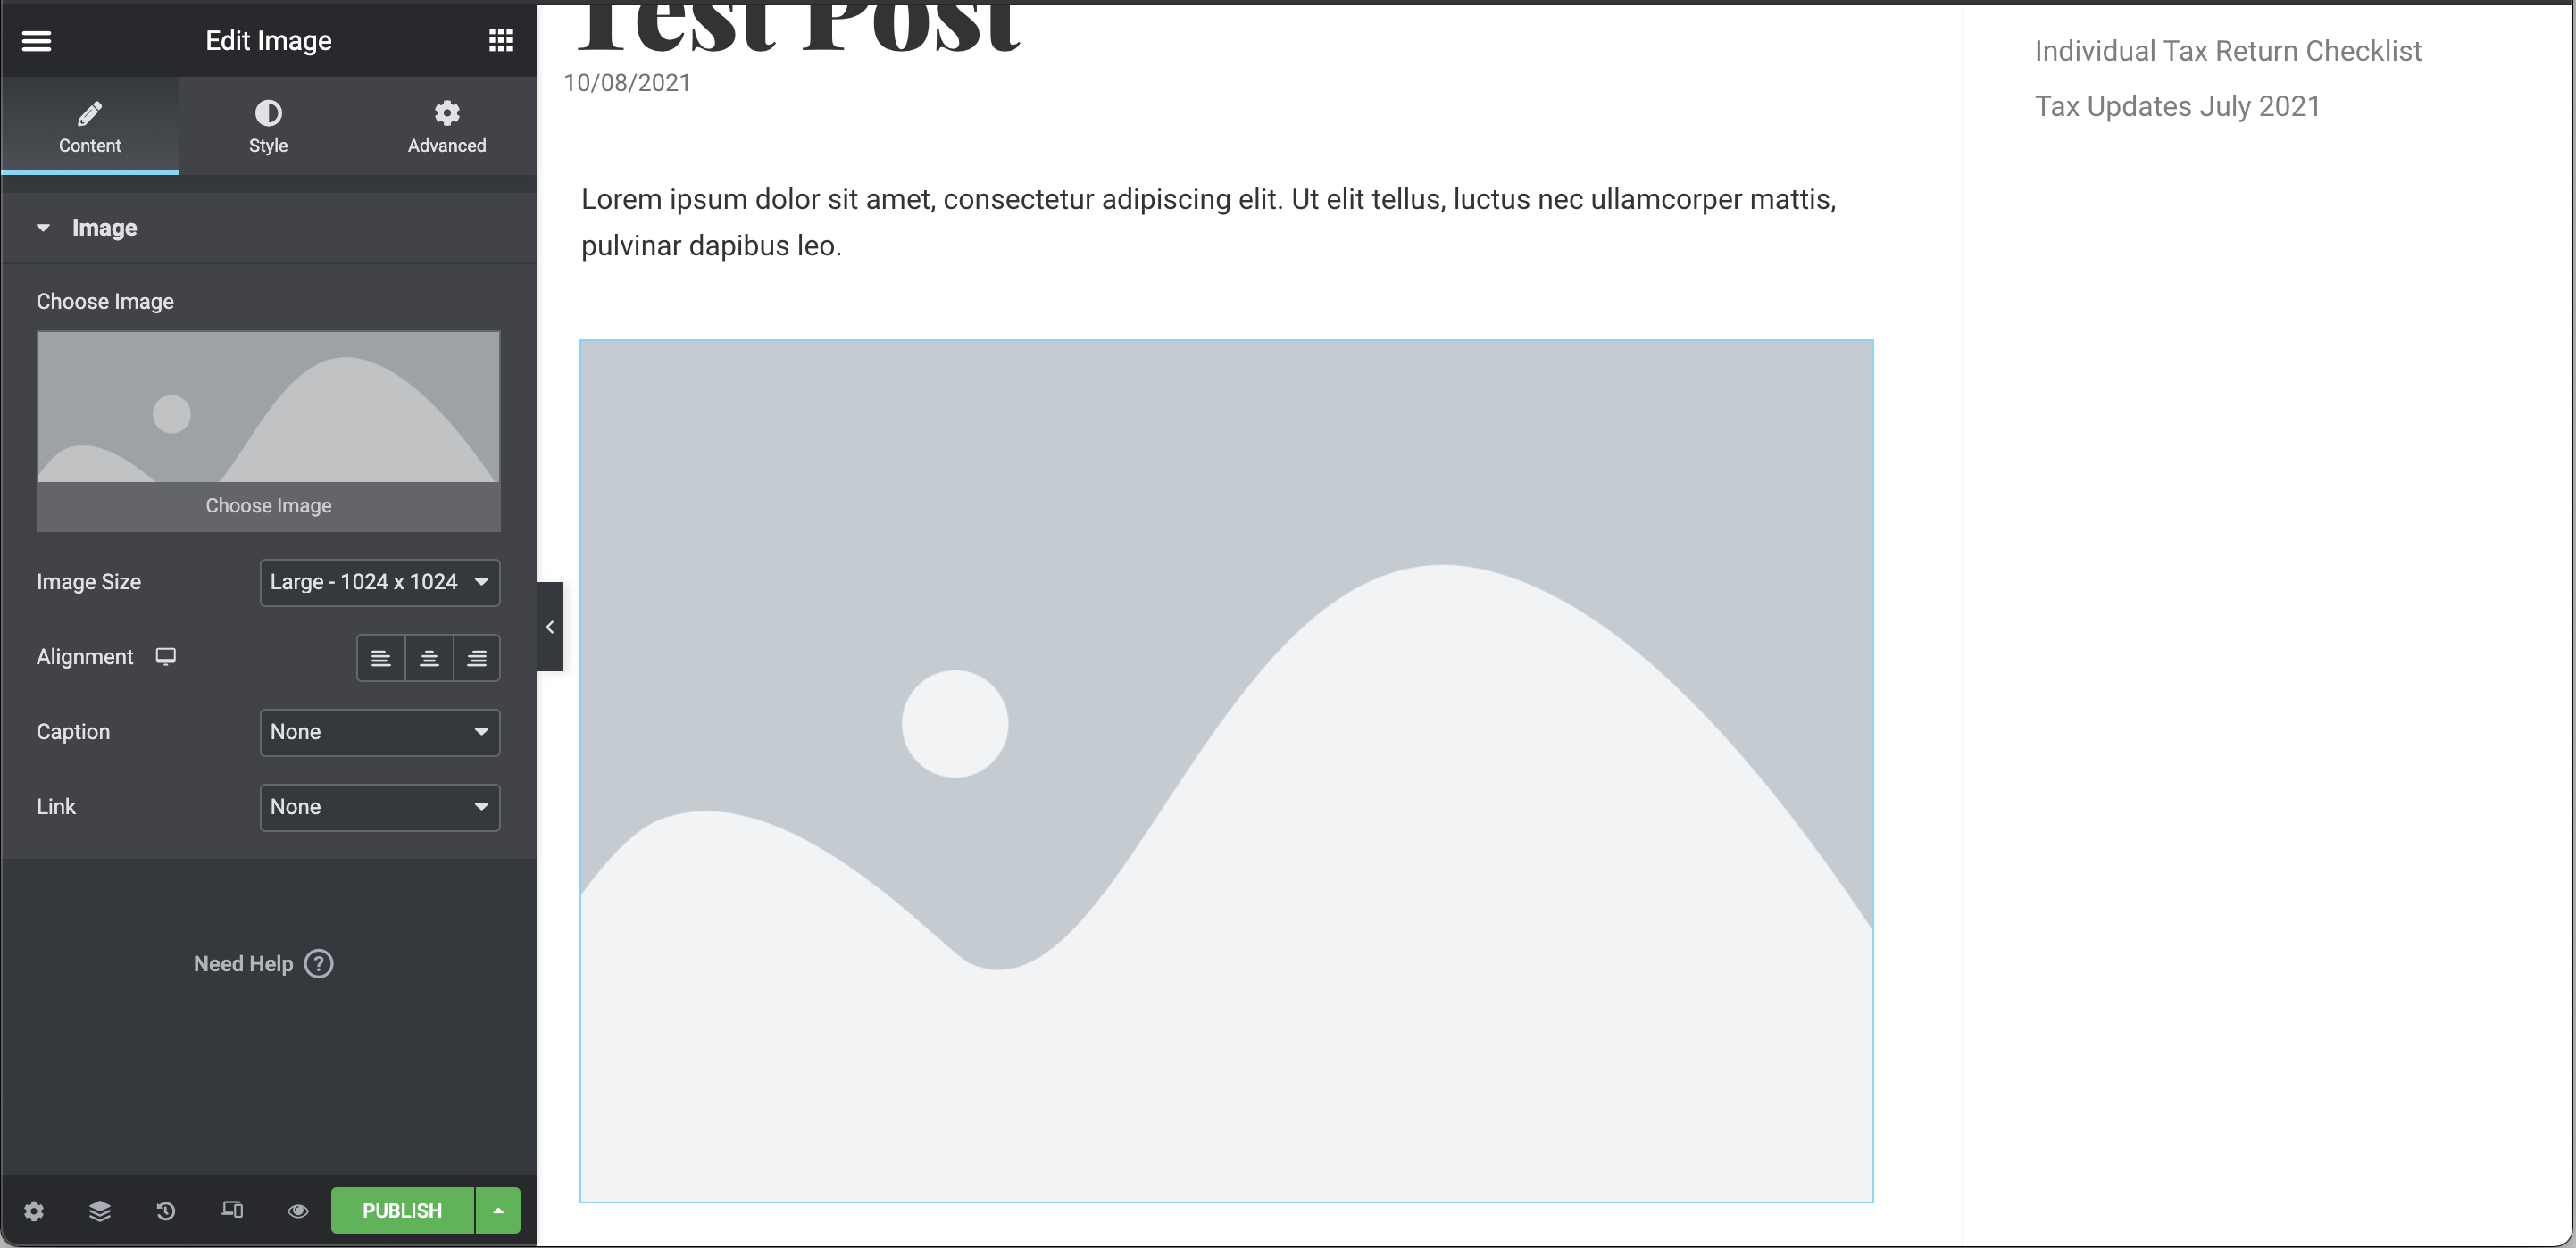 Edit Image
Content
Style
Advanced
Image
Choose Image
Choose Image
Image Size
Large - 1024 x 1024
Alignment
Caption
None
Link
None
Need Help ?
PUBLISH
Test Post
10/08/2021
Lorem ipsum dolor sit amet, consectetur adipiscing elit. Ut elit tellus, luctus nec ullamcorper mattis,
pulvinar dapibus leo.
Individual Tax Return Checklist
Tax Updates July 2021